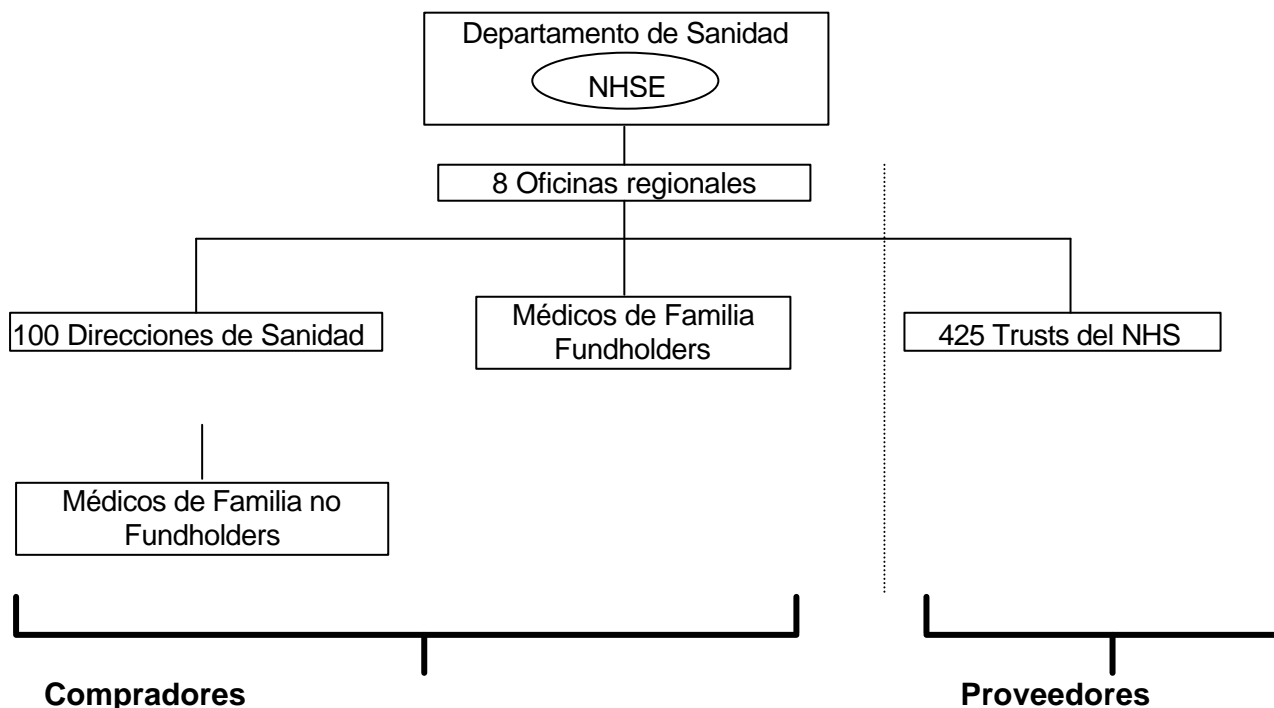 Departamento de Sanidad
NHSE
8 Oficinas regionales
100 Direcciones de Sanidad
Médicos de Familia
Fundholders
425 Trusts del NHS
Médicos de Familia no
Fundholders
Compradores
Proveedores